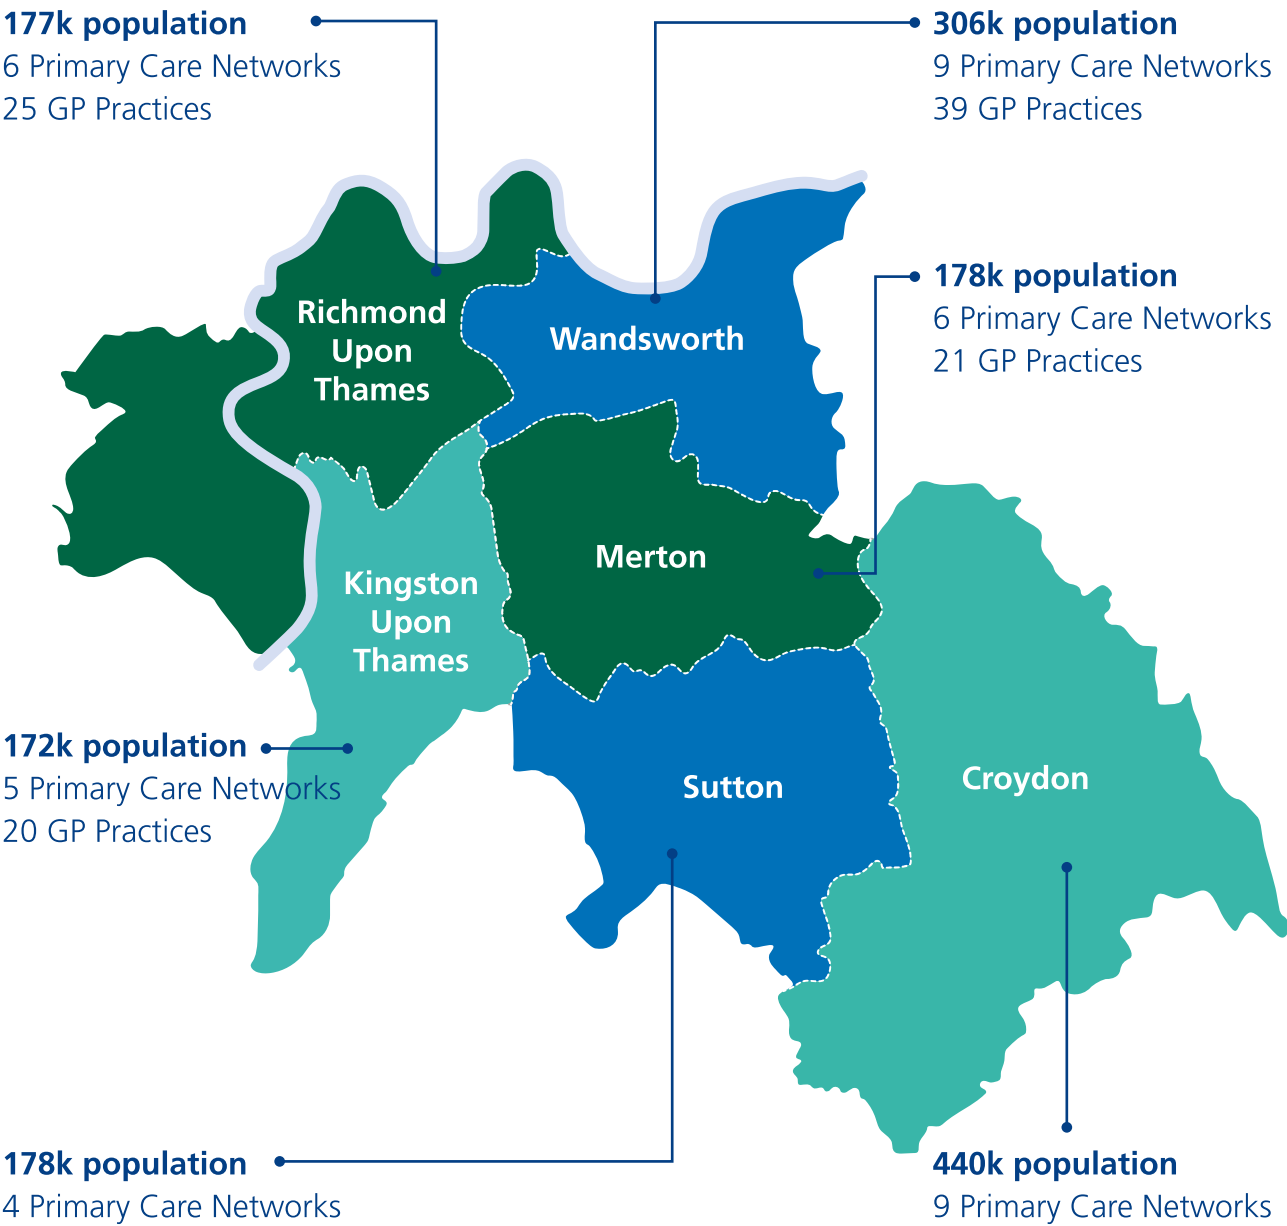 177k population
6 Primary Care Networks
25 GP Practices
306k population
9 Primary Care Networks
39 GP Practices
178k population
6 Primary Care Networks
21 GP Practices
Richmond
Upon
Thames
Wandsworth
Merton
Kingston
Upon
Thames
172k population
5 Primary Care Networks
20 GP Practices
Sutton
Croydon
178k population
4 Primary Care Networks
440k population
9 Primary Care Networks